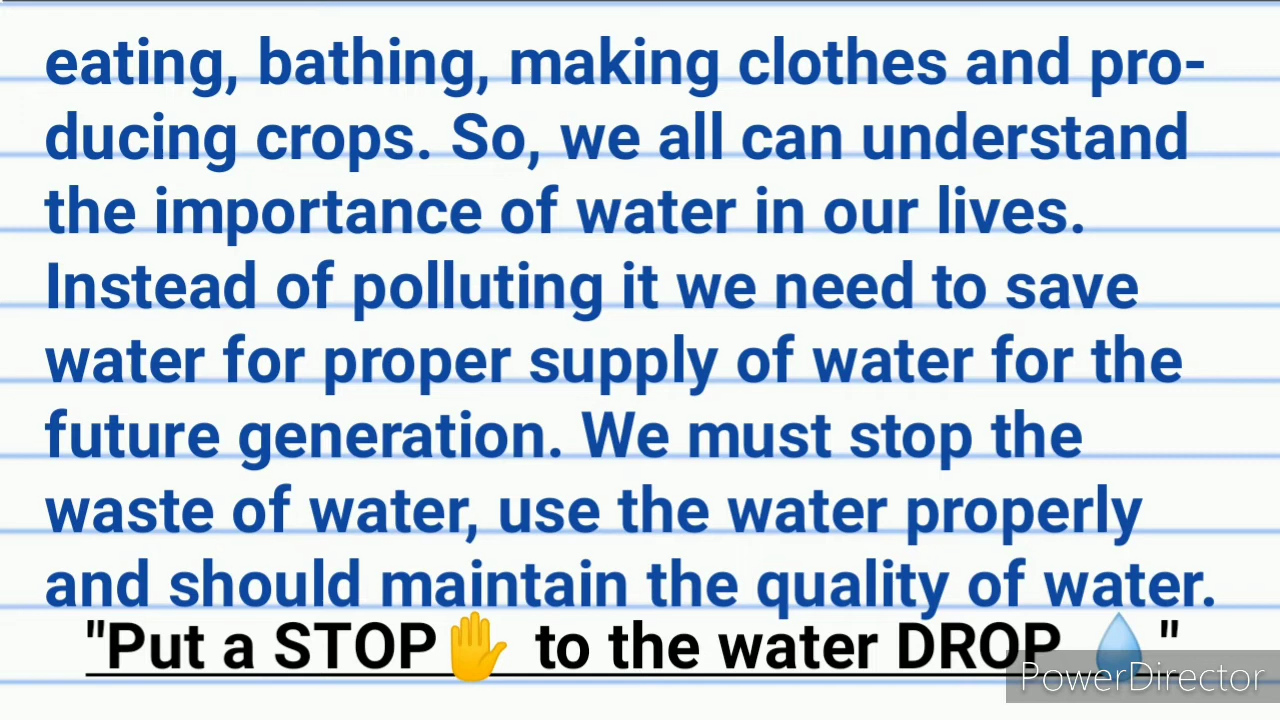 eating, bathing, making clothes and pro-
ducing crops. So, we all can understand
the importance of water in our lives.
Instead of polluting it we need to save
water for proper supply of water for the
future generation. We must stop the
waste of water, use the water properly
and should maintain the quality of water.
"Put a STOP✋ to the water DROP 💧"
PowerDirector